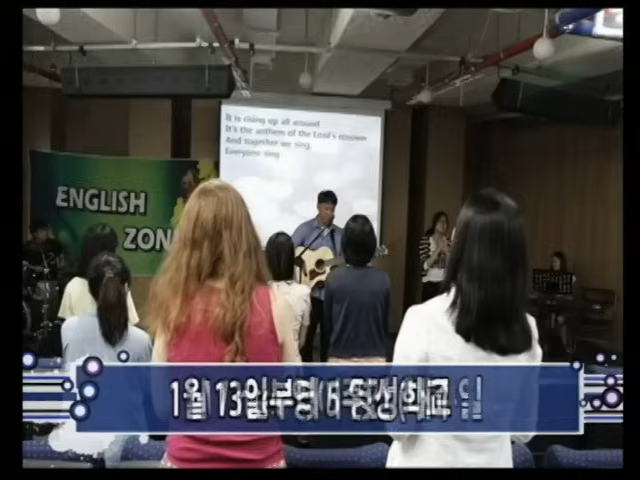 It is rising up all around
It's the anthem of the Lord's renown
And together we sing,
Everyone sing
ENGLISH
ZON
1월 13일부터